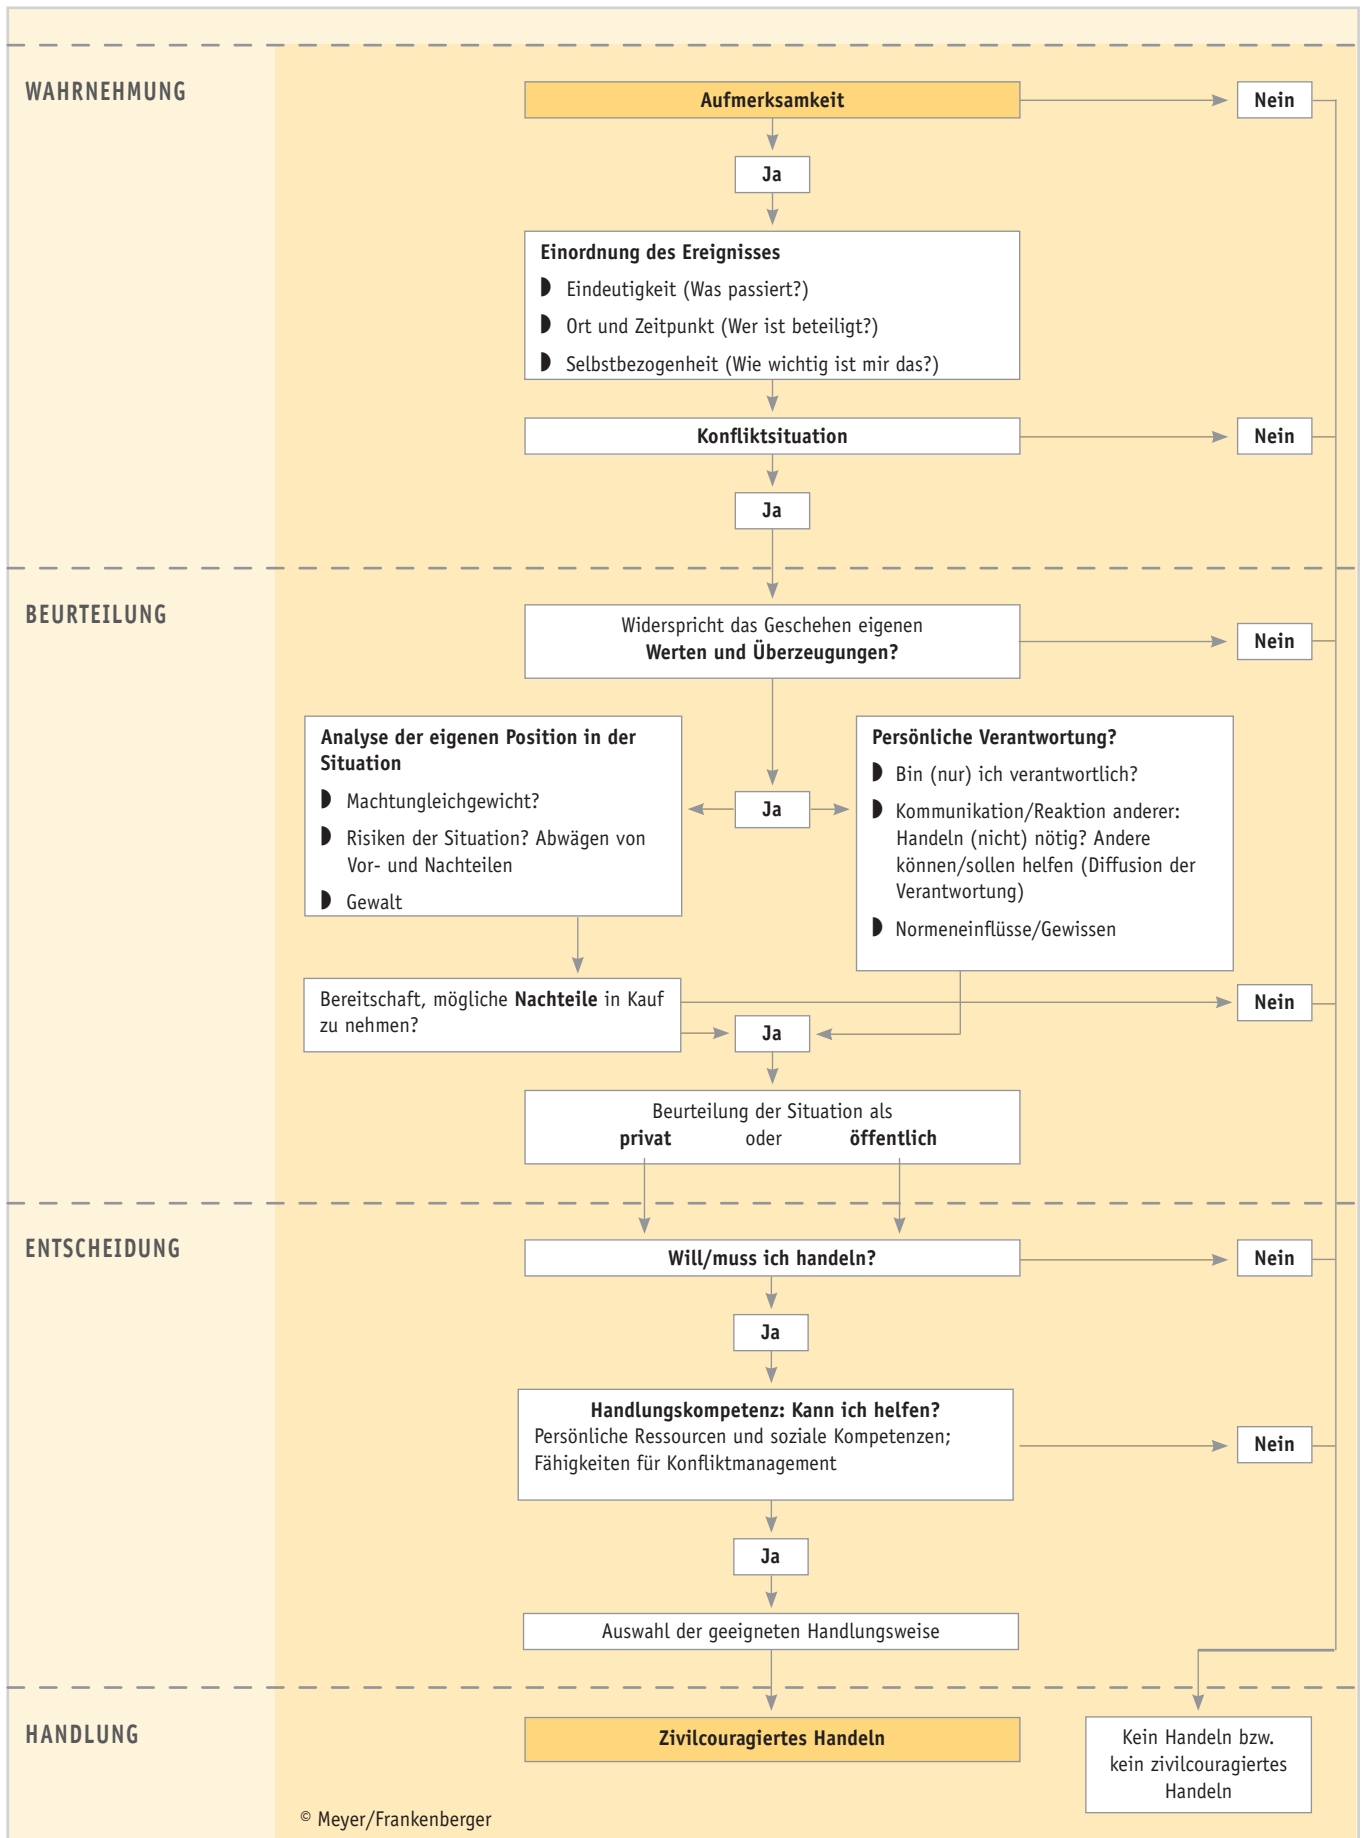 WAHRNEHMUNG
Aufmerksamkeit
Nein
Ja
Einordnung des Ereignisses
◗ Eindeutigkeit (Was passiert?)
◗ Ort und Zeitpunkt (Wer ist beteiligt?)
◗ Selbstbezogenheit (Wie wichtig ist mir das?)
Konfliktsituation
Nein
Ja
BEURTEILUNG
Widerspricht das Geschehen eigenen
Werten und Überzeugungen?
Nein
Analyse der eigenen Position in der
Situation
◗ Machtungleichgewicht?
◗ Risiken der Situation? Abwägen von
Vor- und Nachteilen
◗ Gewalt
Ja
Persönliche Verantwortung?
◗ Bin (nur) ich verantwortlich?
◗ Kommunikation/Reaktion anderer:
Handeln (nicht) nötig? Andere
können/sollen helfen (Diffusion der
Verantwortung)
◗ Normeneinflüsse/Gewissen
Bereitschaft, mögliche Nachteile in Kauf
zu nehmen?
Nein
Ja
Beurteilung der Situation als
privat oder öffentlich
ENTSCHEIDUNG
Will/muss ich handeln?
Nein
Ja
Handlungskompetenz: Kann ich helfen?
Persönliche Ressourcen und soziale Kompetenzen;
Fähigkeiten für Konfliktmanagement
Nein
Ja
Auswahl der geeigneten Handlungsweise
HANDLUNG
Zivilcouragiertes Handeln
Kein Handeln bzw.
kein zivilcouragiertes
Handeln
© Meyer/Frankenberger